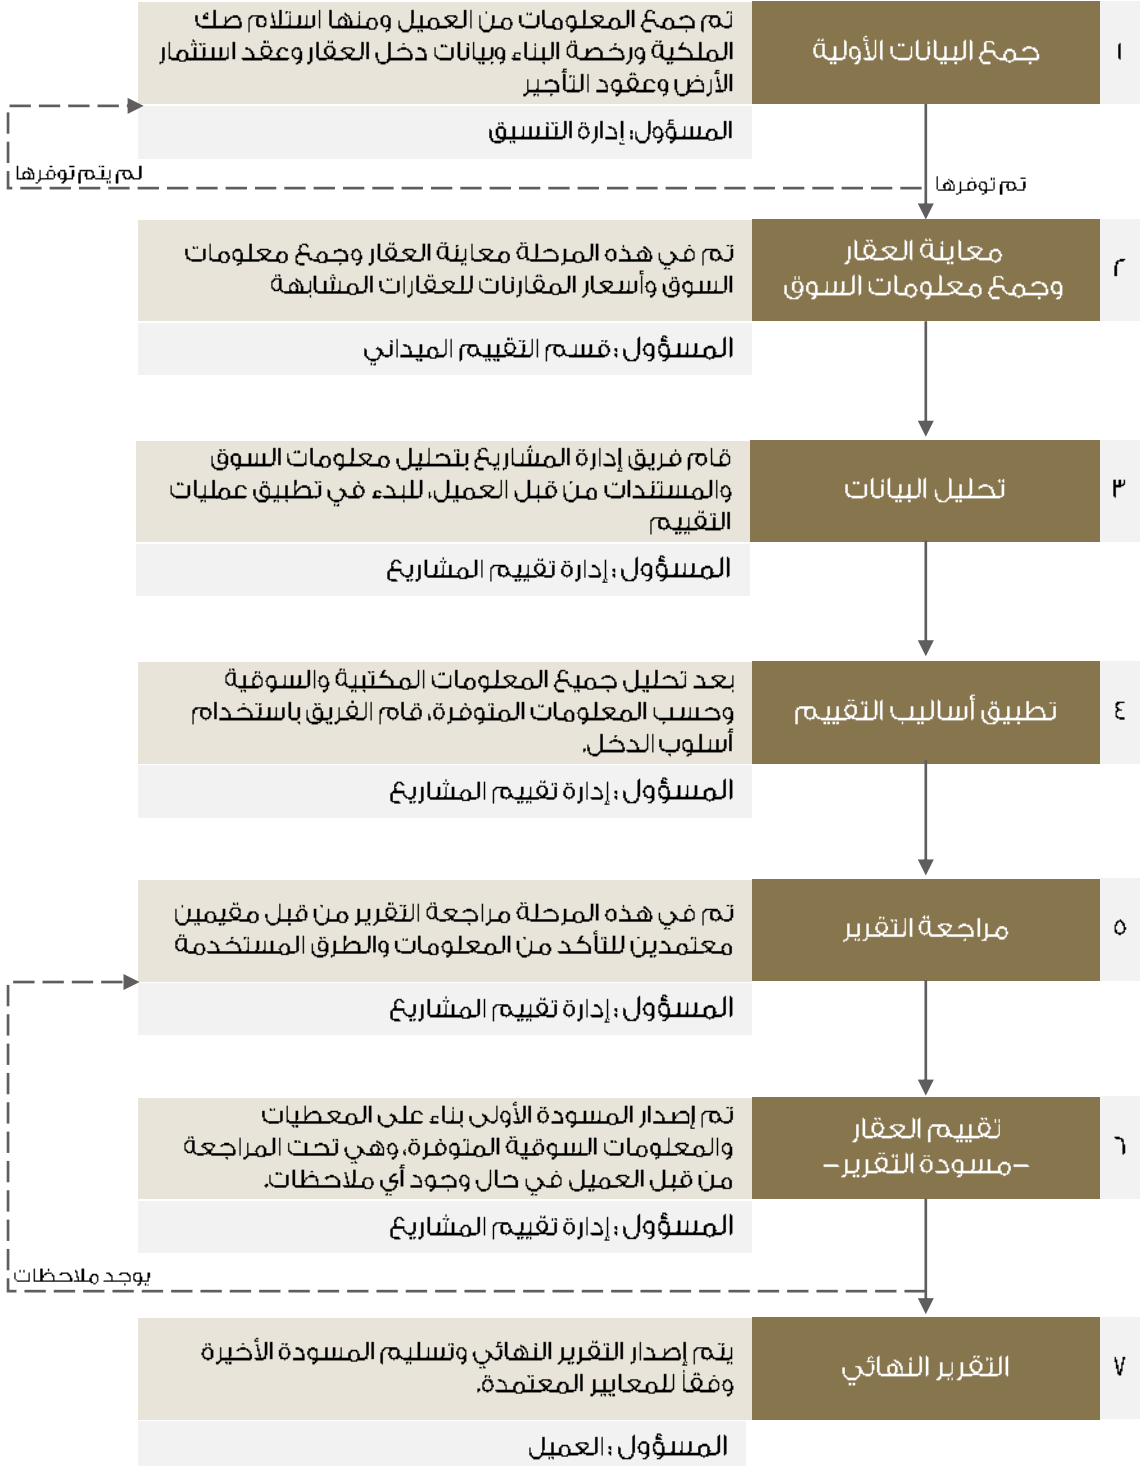 ١
جمع البيانات الأولية
تم جمع المعلومات من العميل ومنها استلام صك
الملكية ورخصة البناء وبيانات دخل العقار وعقد استثمار
الأرض وعقود التأجير
المسؤول: إدارة التنسيق
لم يتم توفرها
تم توفرها
٢
معاينة العقار
وجمع معلومات السوق
تم في هذه المرحلة معاينة العقار وجمع معلومات
السوق وأسعار المقارنات للعقارات المشابهة
المسؤول: قسم التقييم الميداني
٣
تحليل البيانات
قام فريق إدارة المشاريع بتحليل معلومات السوق
والمستندات من قبل العميل، للبدء في تطبيق عمليات
التقييم
المسؤول: إدارة تقييم المشاريع
٤
تطبيق أساليب التقييم
بعد تحليل جميع المعلومات المكتبية والسوقية
وحسب المعلومات المتوفرة، قام الفريق باستخدام
أسلوب الدخل.
المسؤول: إدارة تقييم المشاريع
٥
مراجعة التقرير
تم في هذه المرحلة مراجعة التقرير من قبل مقيمين
معتمدين للتأكد من المعلومات والطرق المستخدمة
المسؤول: إدارة تقييم المشاريع
٦
تقييم العقار
-مسودة التقرير-
تم إصدار المسودة الأولى بناء على المعطيات
والمعلومات السوقية المتوفرة، وهي تحت المراجعة
من قبل العميل في حال وجود أي ملاحظات.
المسؤول: إدارة تقييم المشاريع
يوجد ملاحظات
٧
التقرير النهائي
يتم إصدار التقرير النهائي وتسليم المسودة الأخيرة
وفقاً للمعايير المعتمدة.
المسؤول: العميل